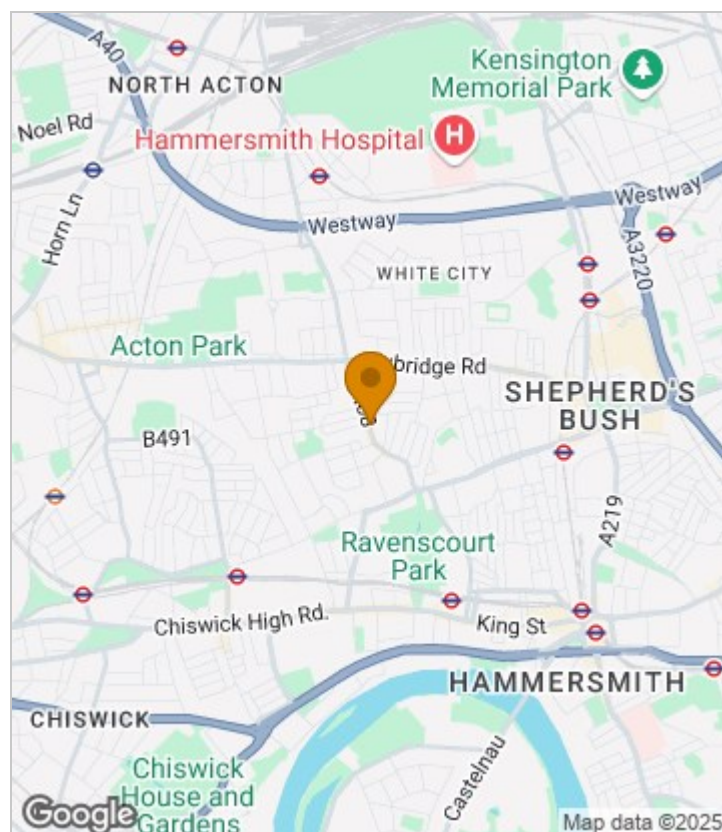 A40
NORTH ACTON
Kensington
Memorial Park
Noel Rd
Hammersmith Hospital
H
Westway
Westway
Horn Ln
A3220
WHITE CITY
Acton Park
bridge Rd
SHEPHERD'S
BUSH
B491
A219
Ravenscourt
Park
Chiswick High Rd.
King St
HAMMERSMITH
CHISWICK
Castelnau
Chiswick
House and
Gardens
Google
Map data ©2025